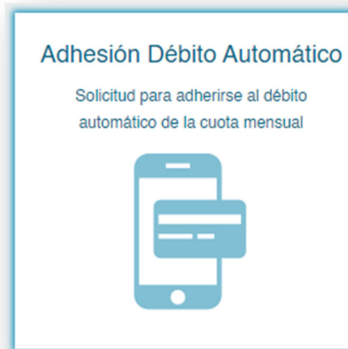 Adhesión Débito Automático
Solicitud para adherirse al débito
automático de la cuota mensual